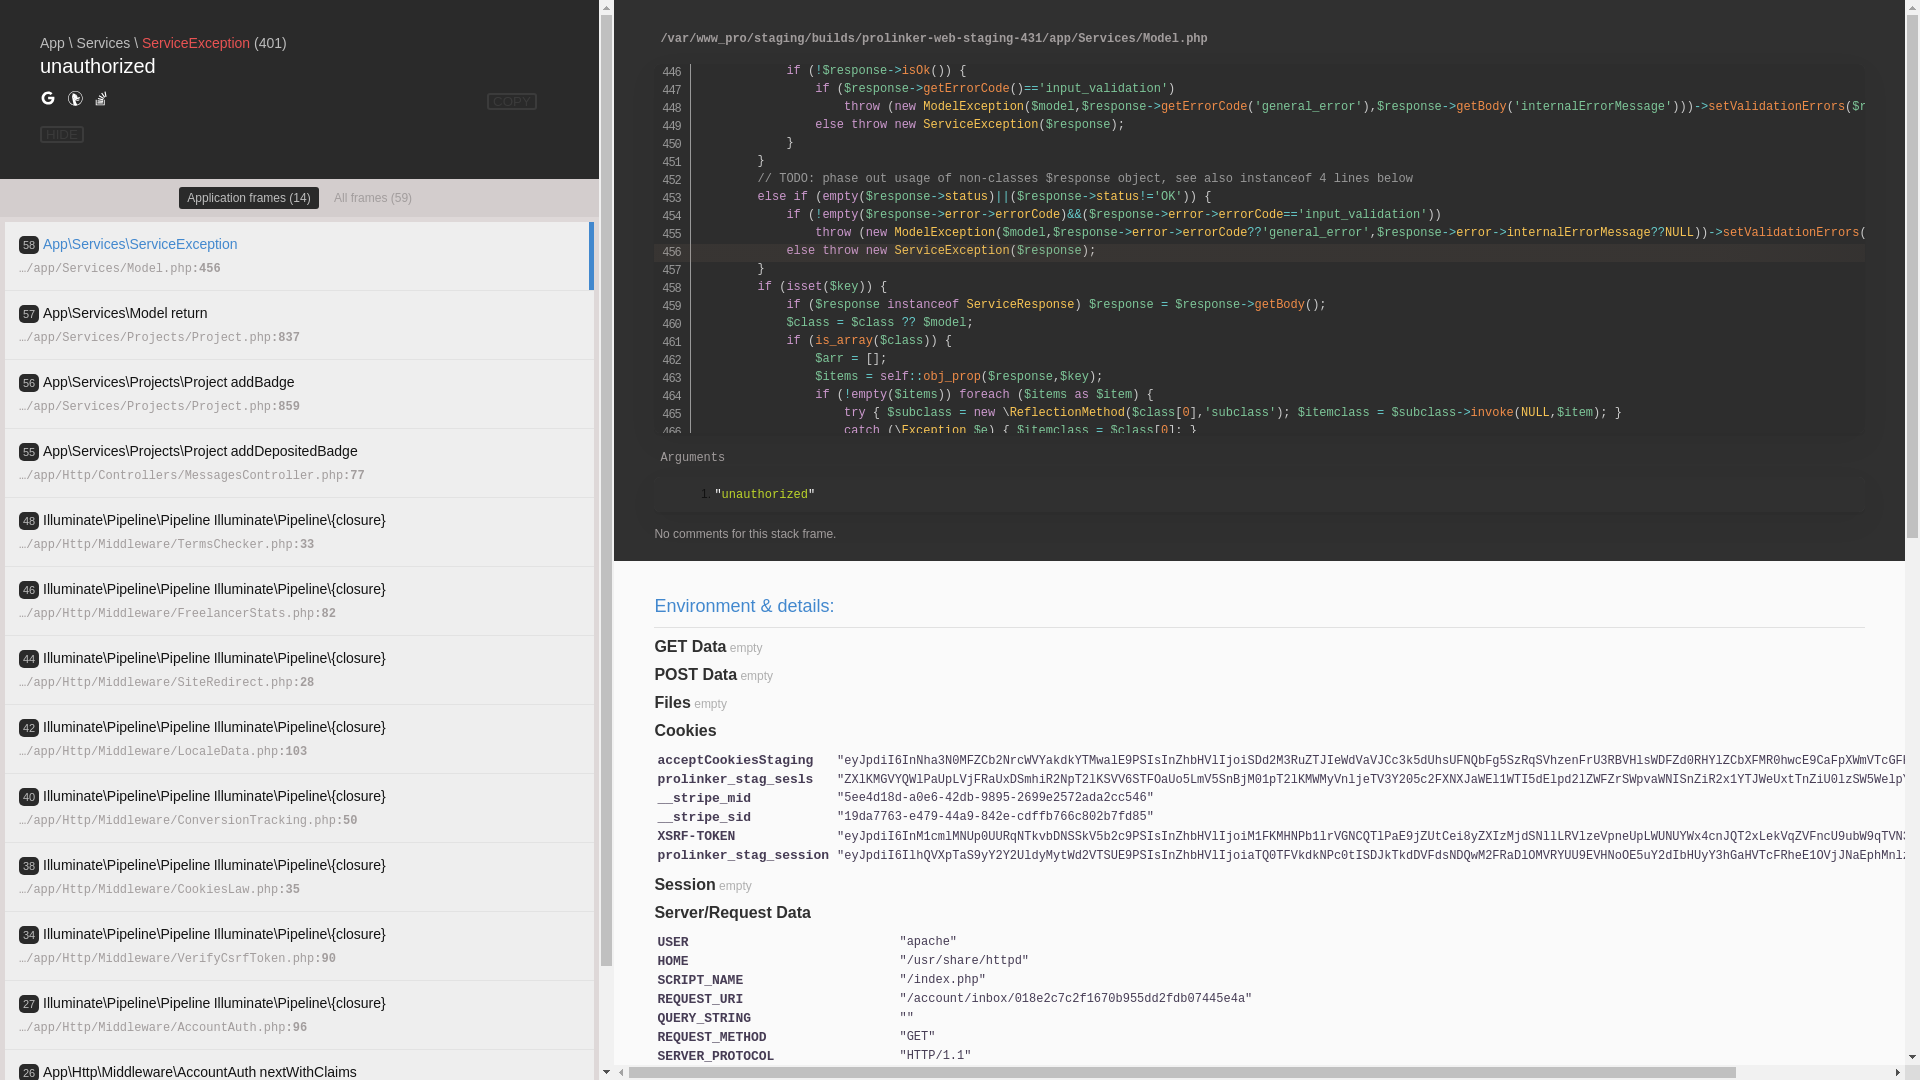 App \ Services \ ServiceException (401)
unauthorized
COPY
HIDE
Application frames (14) All frames (59)
58 App\Services\ServiceException
…/app/Services/Model.php:456
57 App\Services\Model return
…/app/Services/Projects/Project.php:837
56 App\Services\Projects\Project addBadge
…/app/Services/Projects/Project.php:859
55 App\Services\Projects\Project addDepositedBadge
…/app/Http/Controllers/MessagesController.php:77
48 Illuminate\Pipeline\Pipeline Illuminate\Pipeline\{closure}
…/app/Http/Middleware/TermsChecker.php:33
46 Illuminate\Pipeline\Pipeline Illuminate\Pipeline\{closure}
…/app/Http/Middleware/FreelancerStats.php:82
44 Illuminate\Pipeline\Pipeline Illuminate\Pipeline\{closure}
…/app/Http/Middleware/SiteRedirect.php:28
42 Illuminate\Pipeline\Pipeline Illuminate\Pipeline\{closure}
…/app/Http/Middleware/LocaleData.php:103
40 Illuminate\Pipeline\Pipeline Illuminate\Pipeline\{closure}
…/app/Http/Middleware/ConversionTracking.php:50
38 Illuminate\Pipeline\Pipeline Illuminate\Pipeline\{closure}
…/app/Http/Middleware/CookiesLaw.php:35
34 Illuminate\Pipeline\Pipeline Illuminate\Pipeline\{closure}
…/app/Http/Middleware/VerifyCsrfToken.php:90
27 Illuminate\Pipeline\Pipeline Illuminate\Pipeline\{closure}
…/app/Http/Middleware/AccountAuth.php:96
26 App\Http\Middleware\AccountAuth nextWithClaims
/var/www_pro/staging/builds/prolinker-web-staging-431/app/Services/Model.php
446 if (!$response->isOk()) {
447 if ($response->getErrorCode()=='input_validation')
448 throw (new ModelException($model,$response->getErrorCode('general_error'),$response->getBody('internalErrorMessage')))->setValidationErrors($r
449 else throw new ServiceException($response);
450 }
451 }
452 // TODO: phase out usage of non-classes $response object, see also instanceof 4 lines below
453 else if (empty($response->status)||($response->status!='OK')) {
454 if (!empty($response->error->errorCode)&&($response->error->errorCode=='input_validation'))
455 throw (new ModelException($model,$response->error->errorCode??'general_error',$response->error->internalErrorMessage??NULL))->setValidationErrors(
456 else throw new ServiceException($response);
457 }
458 if (isset($key)) {
459 if ($response instanceof ServiceResponse) $response = $response->getBody();
460 $class = $class ?? $model;
461 if (is_array($class)) {
462 $arr = [];
463 $items = self::obj_prop($response,$key);
464 if (!empty($items)) foreach ($items as $item) {
465 try { $subclass = new \ReflectionMethod($class[0],'subclass'); $itemclass = $subclass->invoke(NULL,$item); }
466 catch (\Exception $e) { $itemclass = $class[0]; }
Arguments
1. "unauthorized"
No comments for this stack frame.
Environment & details:
GET Data empty
POST Data empty
Files empty
Cookies
acceptCookiesStaging
prolinker_stag_sesls
__stripe_mid "5ee4d18d-a0e6-42db-9895-2699e2572ada2cc546"
__stripe_sid "19da7763-e479-44a9-842e-cdffb766c802b7fd85"
XSRF-TOKEN
prolinker_stag_session
Session empty
Server/Request Data
USER "apache"
HOME "/usr/share/httpd"
SCRIPT_NAME "/index.php"
REQUEST_URI "/account/inbox/018e2c7c2f1670b955dd2fdb07445e4a"
QUERY_STRING ""
REQUEST_METHOD "GET"
SERVER_PROTOCOL "HTTP/1.1"